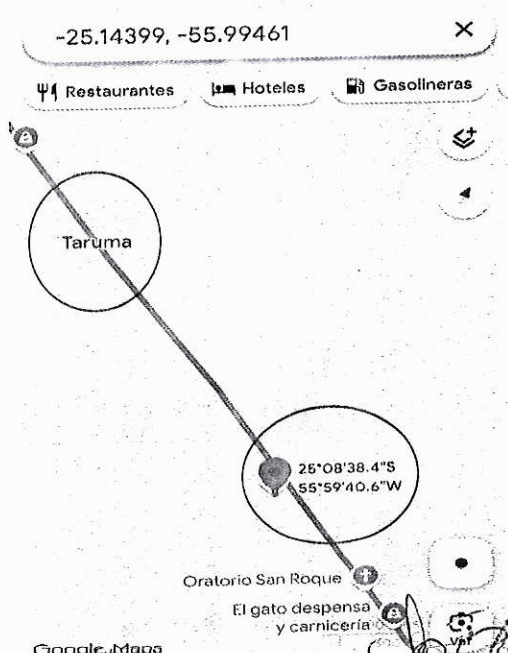 -25.14399, -55.99461
Restaurantes
Hoteles
Gasolineras
Taruma
25°08'38.4"S
55°59'40.6"W
Oratorio San Roque
El gato despensa
y carnicería
Google Maps